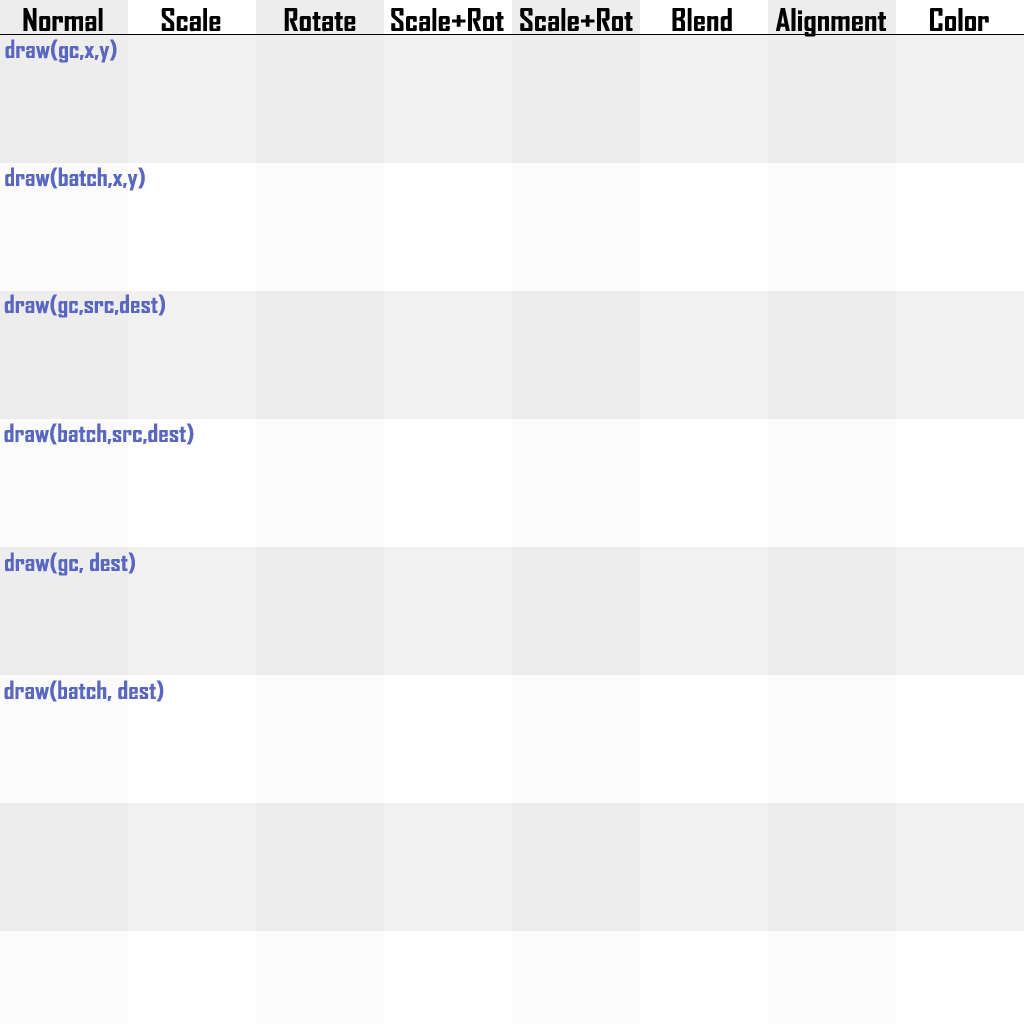 Normal Scale Rotate Scale+Rot Scale+Rot Blend Alignment Color
draw(gc,x,y)
draw(batch,x,y)
draw(gc,src,dest)
draw(batch,src,dest)
draw(gc, dest)
draw(batch, dest)